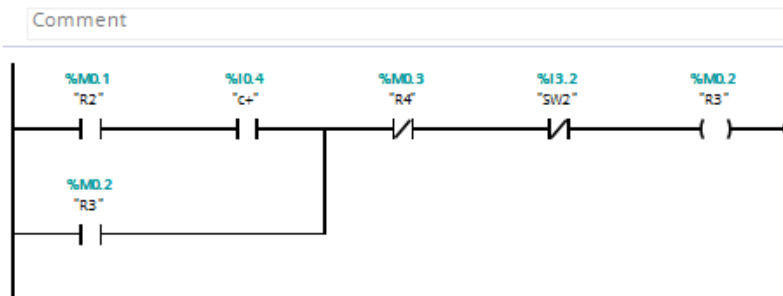 Comment
%M0.1 %I0.4 %M0.3 %I3.2 %M0.2
"R2" "c+" "R4" "SW2" "R3"
%M0.2
"R3"